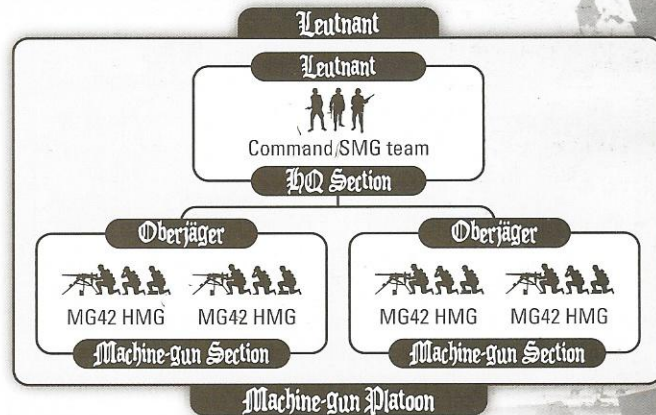 Leutnant
Leutnant
Command/SMG team
HQ Section
Oberjäger
MG42 HMG MG42 HMG
Machine-gun Section
Oberjäger
MG42 HMG MG42 HMG
Machine-gun Section
Machine-gun Platoon